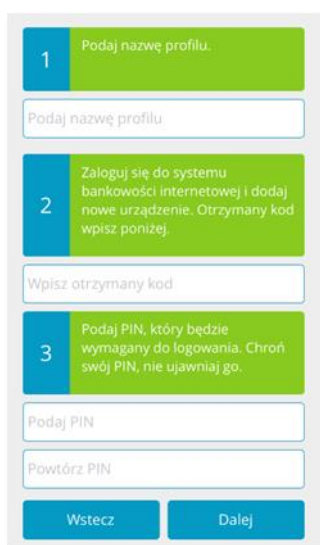 1
Podaj nazwę profilu.
Podaj nazwę profilu
2
Zaloguj się do systemu
bankowości internetowej i dodaj
nowe urządzenie. Otrzymany kod
wpisz poniżej.
Wpisz otrzymany kod
3
Podaj PIN, który będzie
wymagany do logowania. Chroń
swój PIN, nie ujawniaj go.
Podaj PIN
Powtórz PIN
Wstecz Dalej